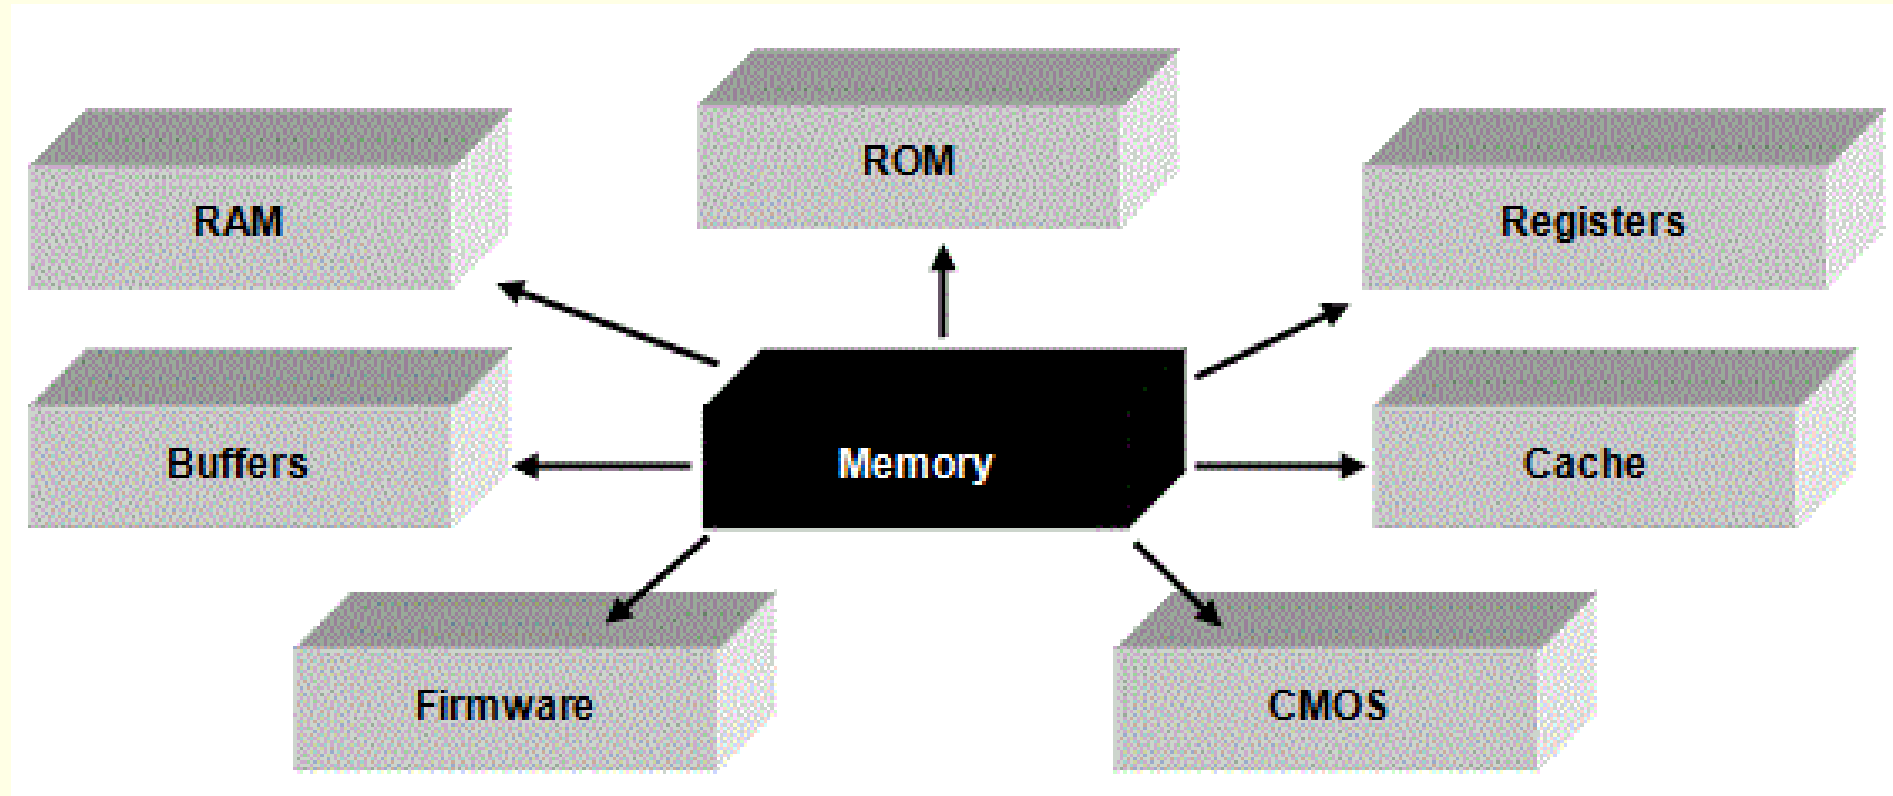 ROM
RAM
Registers
Buffers
Memory
Cache
Firmware
CMOS